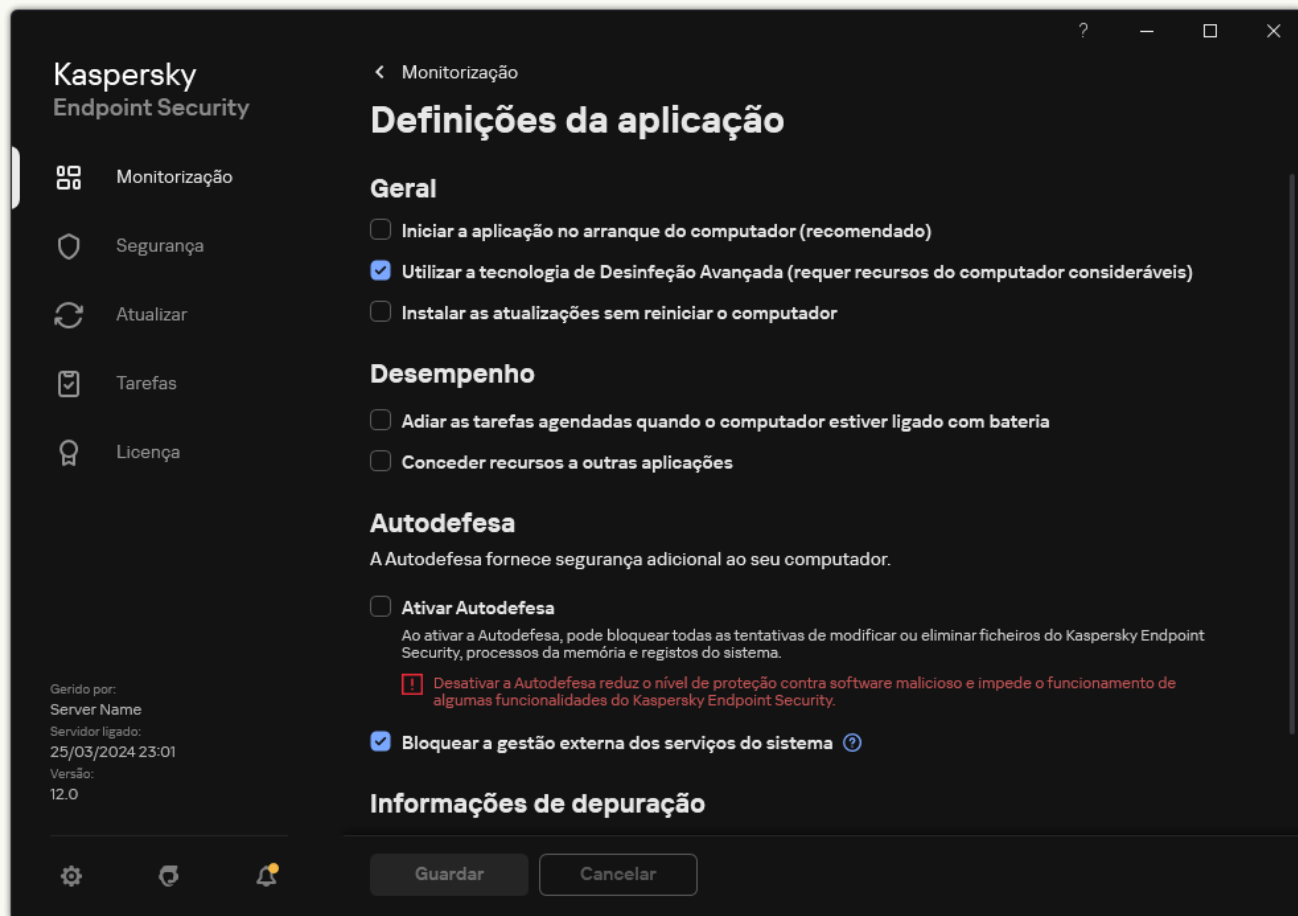 Kaspersky
Endpoint Security
Monitorização
Segurança
Atualizar
Tarefas
Licença
Gerido por:
Server Name
Servidor ligado:
25/03/2024 23:01
Versão:
12.0
?
Monitorização
Definições da aplicação
Geral
Iniciar a aplicação no arranque do computador (recomendado)
Utilizar a tecnologia de Desinfeção Avançada (requer recursos do computador consideráveis)
Instalar as atualizações sem reiniciar o computador
Desempenho
Adiar as tarefas agendadas quando o computador estiver ligado com bateria
Conceder recursos a outras aplicações
Autodefesa
A Autodefesa fornece segurança adicional ao seu computador.
Ativar Autodefesa
Ao ativar a Autodefesa, pode bloquear todas as tentativas de modificar ou eliminar ficheiros do Kaspersky Endpoint
Security, processos da memória e registos do sistema.
Desativar a Autodefesa reduz o nível de proteção contra software malicioso e impede o funcionamento de
algumas funcionalidades do Kaspersky Endpoint Security.
Bloquear a gestão externa dos serviços do sistema ?
Informações de depuração
Guardar
Cancelar